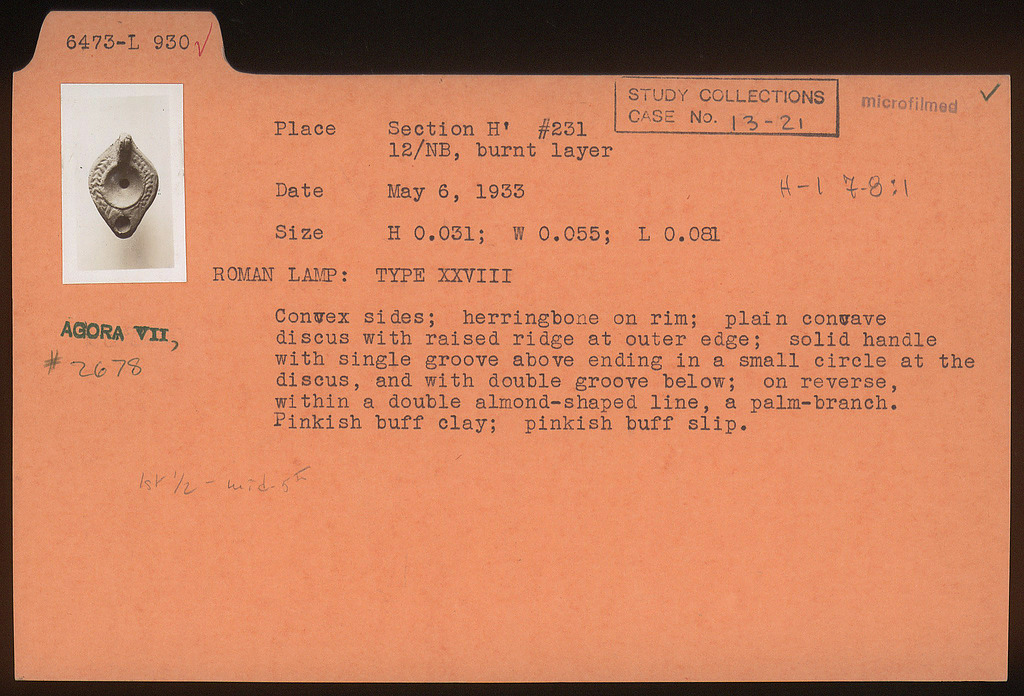 6473-L 930 ✓
STUDY COLLECTIONS
CASE No. 13-21
microfilmed ✓
Place Section H' #231
12/NB, burnt layer
Date May 6, 1933
H-1 7-8:1
Size H 0.031; W 0.055; L 0.081
ROMAN LAMP: TYPE XXVIII
Convex sides; herringbone on rim; plain concave
discus with raised ridge at outer edge; solid handle
with single groove above ending in a small circle at the
discus, and with double groove below; on reverse,
within a double almond-shaped line, a palm-branch.
Pinkish buff clay; pinkish buff slip.
AGORA VII,
# 2678
1st 1/2 - mid-5th